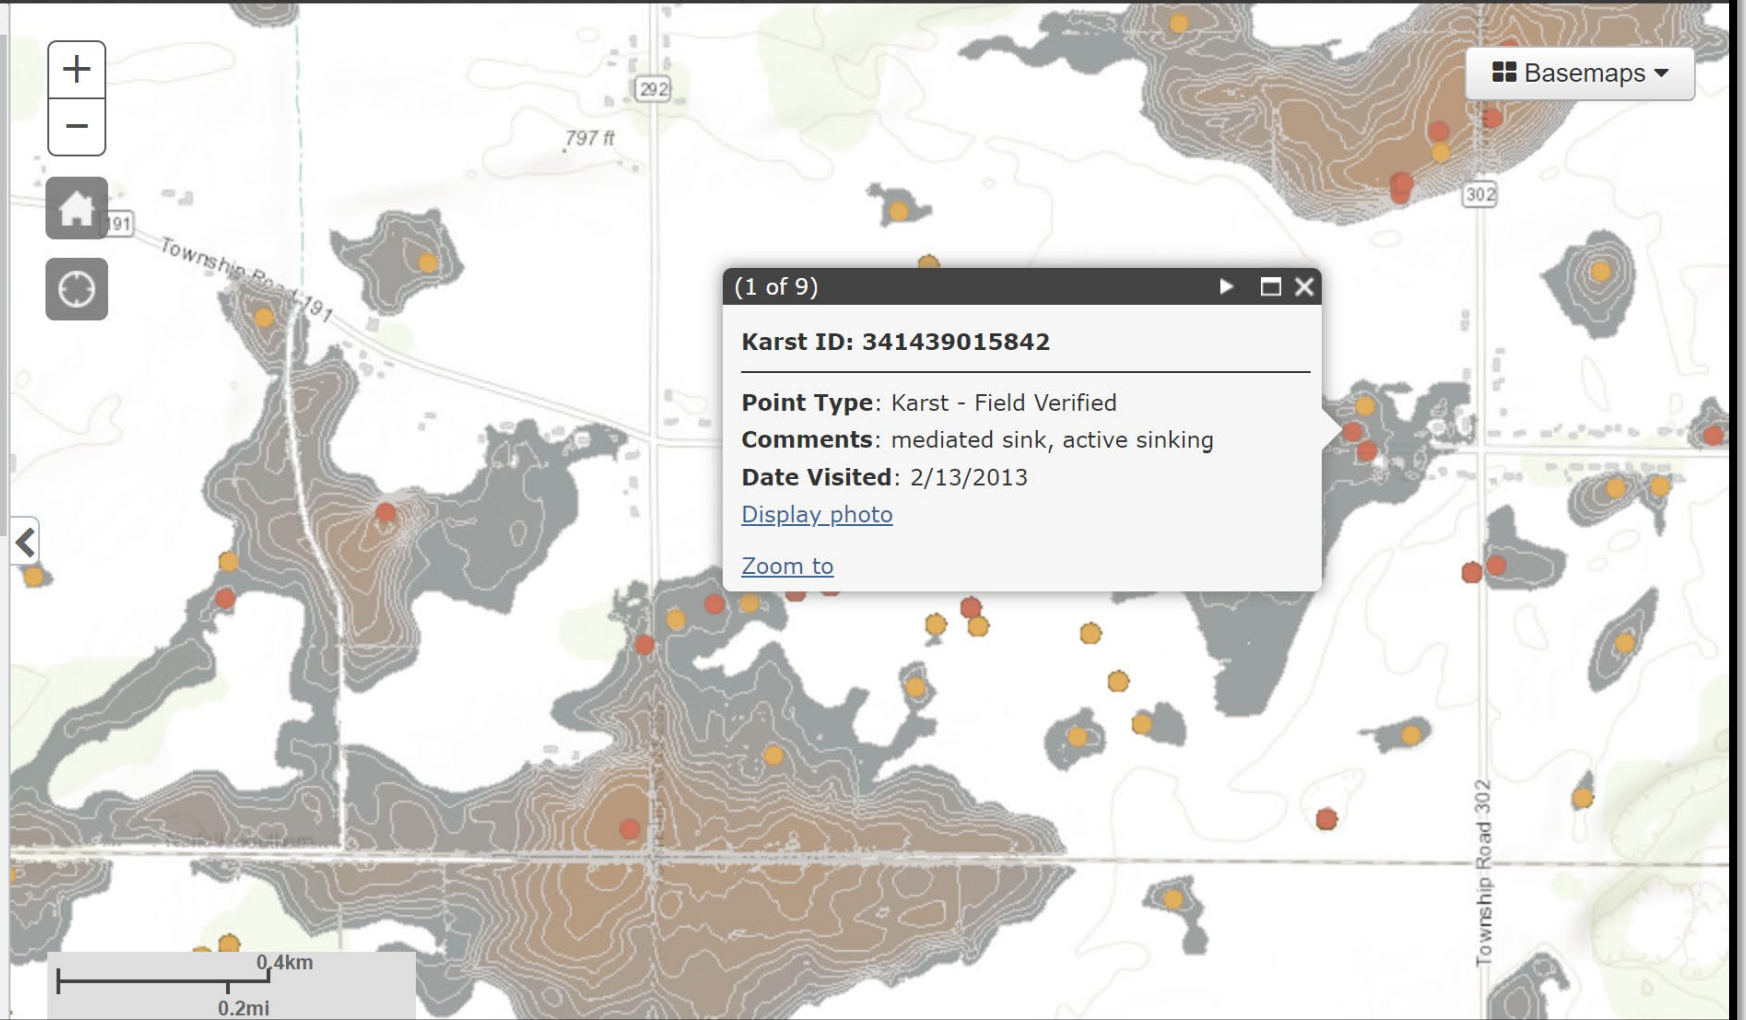 +
−
Basemaps
292
797 ft
302
191
Township Road 191
(1 of 9)
Karst ID: 341439015842
Point Type: Karst - Field Verified
Comments: mediated sink, active sinking
Date Visited: 2/13/2013
Display photo
Zoom to
Township Road 302
Norfolk Southern
0.4km
0.2mi